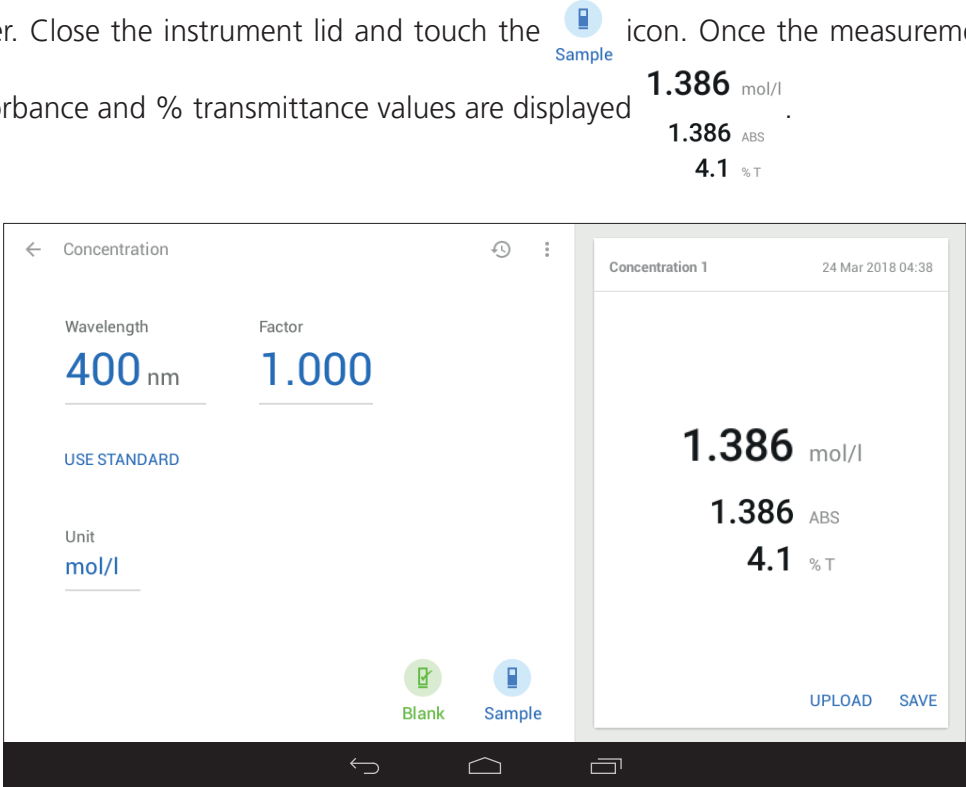 er. Close the instrument lid and touch the Sample icon. Once the
orbance and % transmittance values are displayed 1.386 mol/l
1.386 ABS
4.1 % T
.
Concentration
Wavelength
400 nm
Factor
1.000
USE STANDARD
Unit
mol/l
Blank
Sample
Concentration 1
24 Mar 2018 04:38
1.386 mol/l
1.386 ABS
4.1 % T
UPLOAD
SAVE